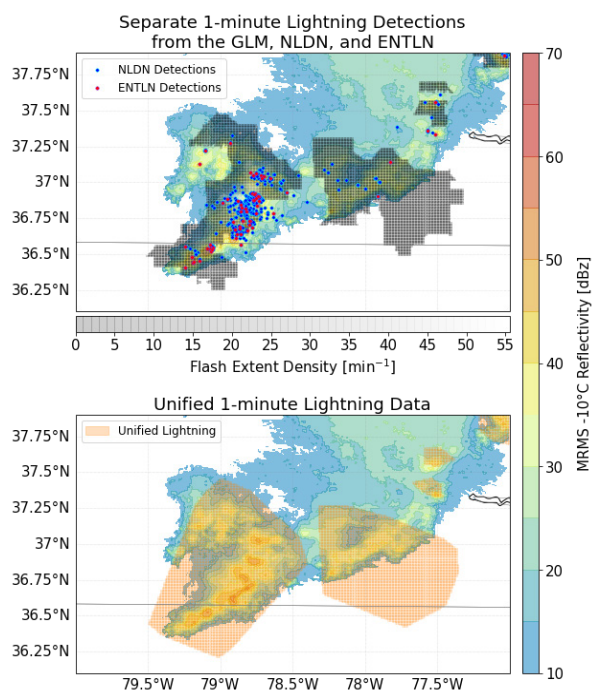 Separate 1-minute Lightning Detections
from the GLM, NLDN, and ENTLN
37.75°N
37.5°N
37.25°N
37°N
36.75°N
36.5°N
36.25°N
NLDN Detections
ENTLN Detections
0 5 10 15 20 25 30 35 40 45 50 55
Flash Extent Density [min⁻¹]
Unified 1-minute Lightning Data
37.75°N
37.5°N
37.25°N
37°N
36.75°N
36.5°N
36.25°N
Unified Lightning
79.5°W 79°W 78.5°W 78°W 77.5°W
70
60
50
40
30
20
10
MRMS -10°C Reflectivity [dBz]